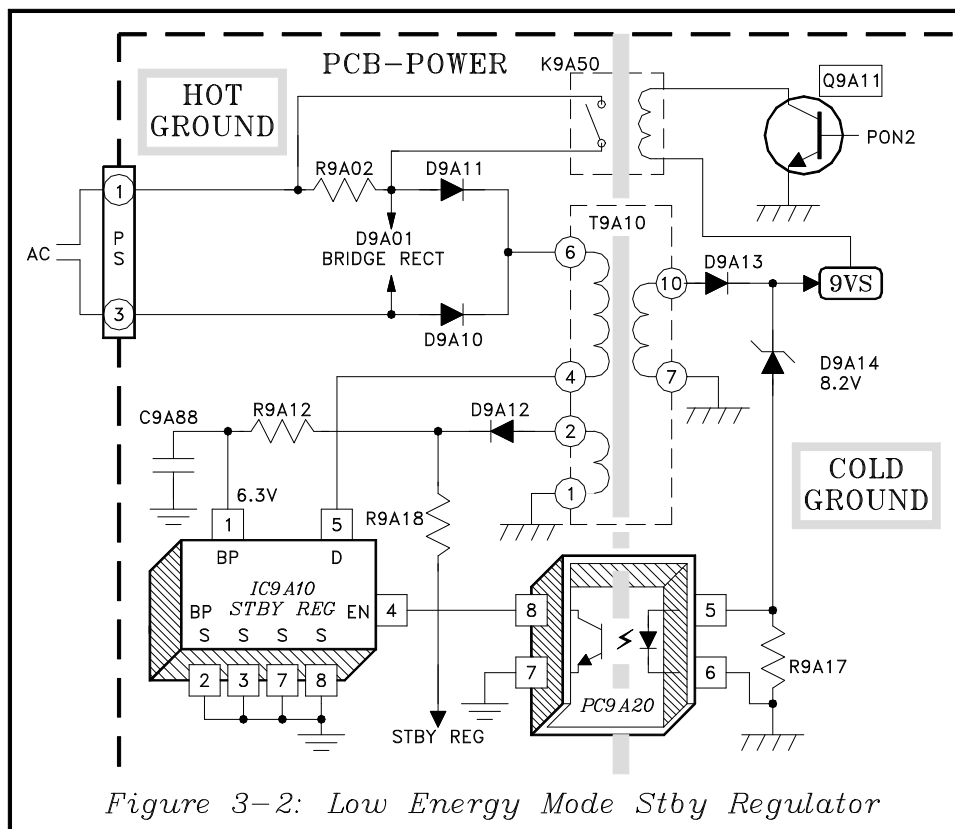 PCB-POWER
K9A50
Q9A11
HOT
GROUND
PON2
R9A02
D9A11
1
P
S
AC
3
D9A01
BRIDGE RECT
T9A10
6
10
D9A13
9VS
D9A10
D9A14
8.2V
4
7
C9A88
R9A12
D9A12
2
COLD
GROUND
6.3V
1
1
5
R9A18
BP
D
IC9A10
STBY REG
BP
EN
4
S S S S
8
5
2
3
7
8
7
6
R9A17
PC9A20
STBY REG
Figure 3-2: Low Energy Mode Stby Regulator